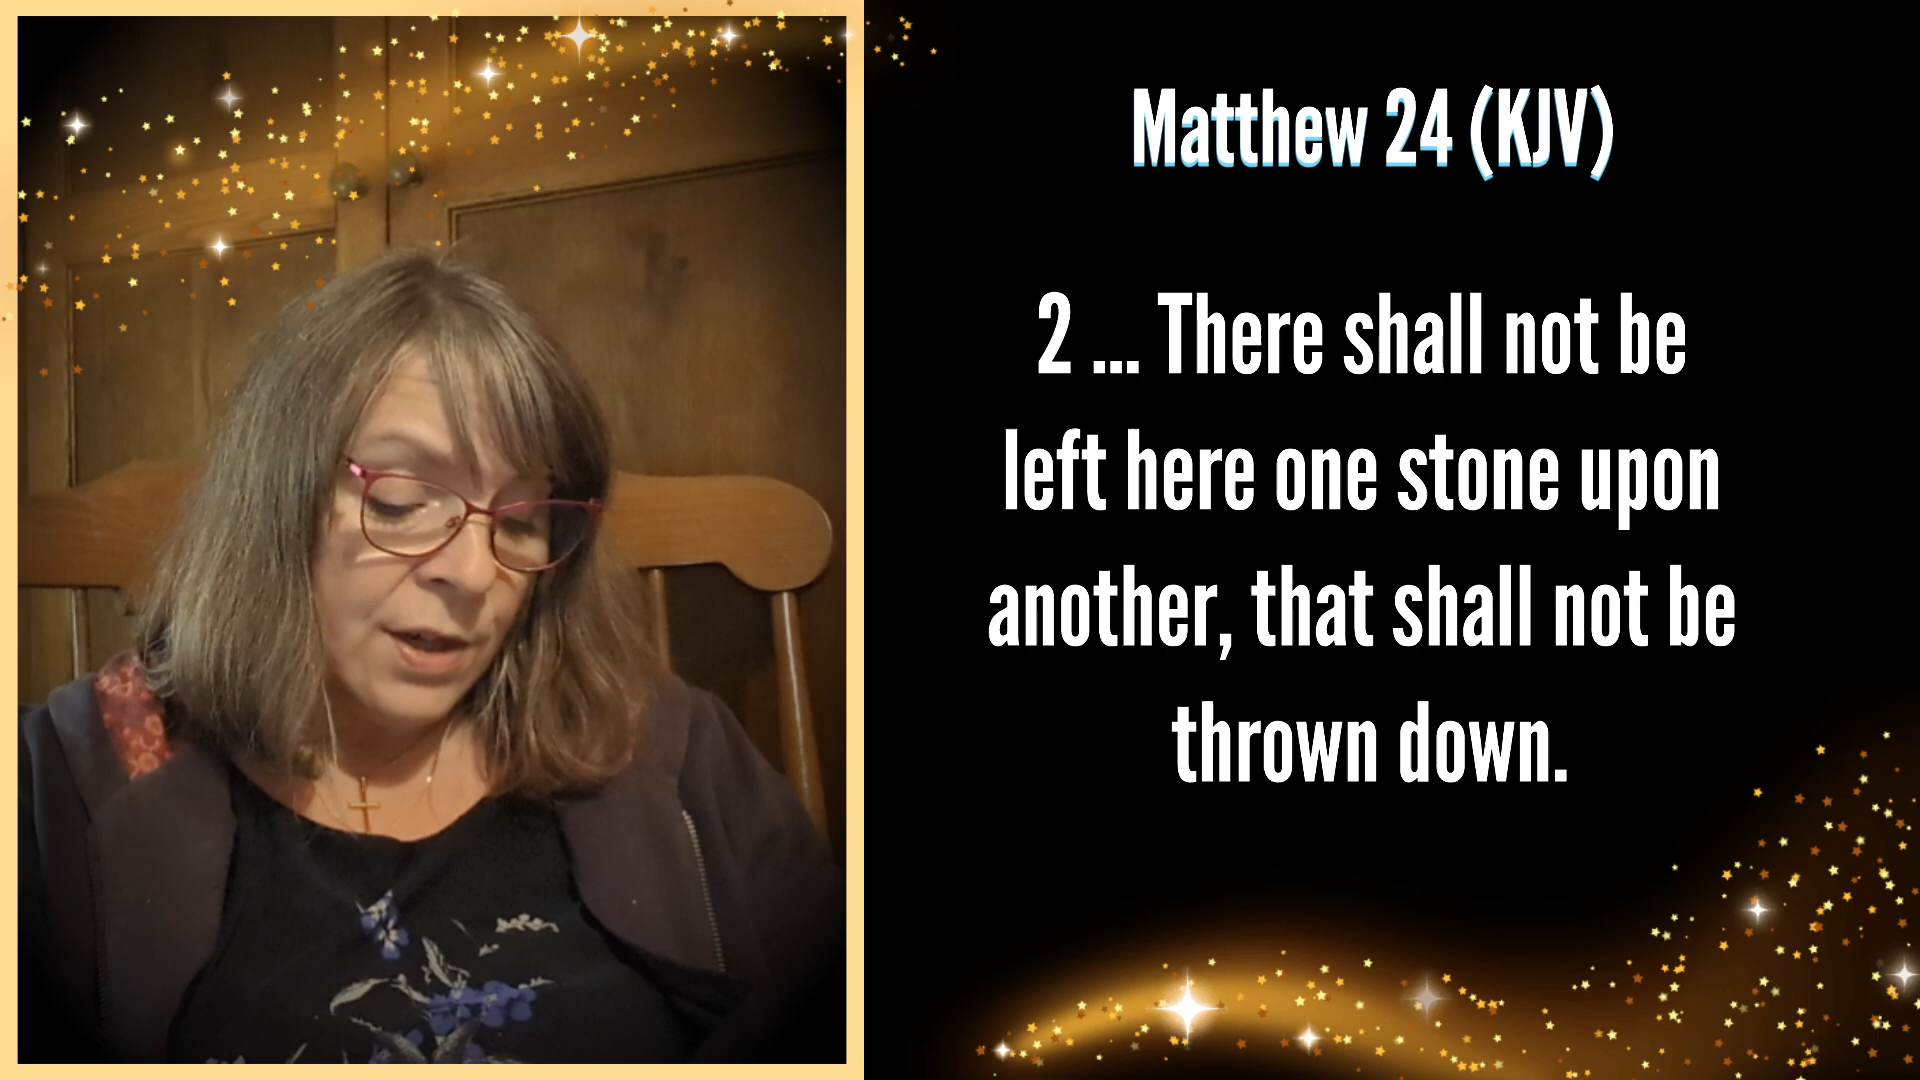 Matthew 24 (KJV)
2 ... There shall not be
left here one stone upon
another, that shall not be
thrown down.